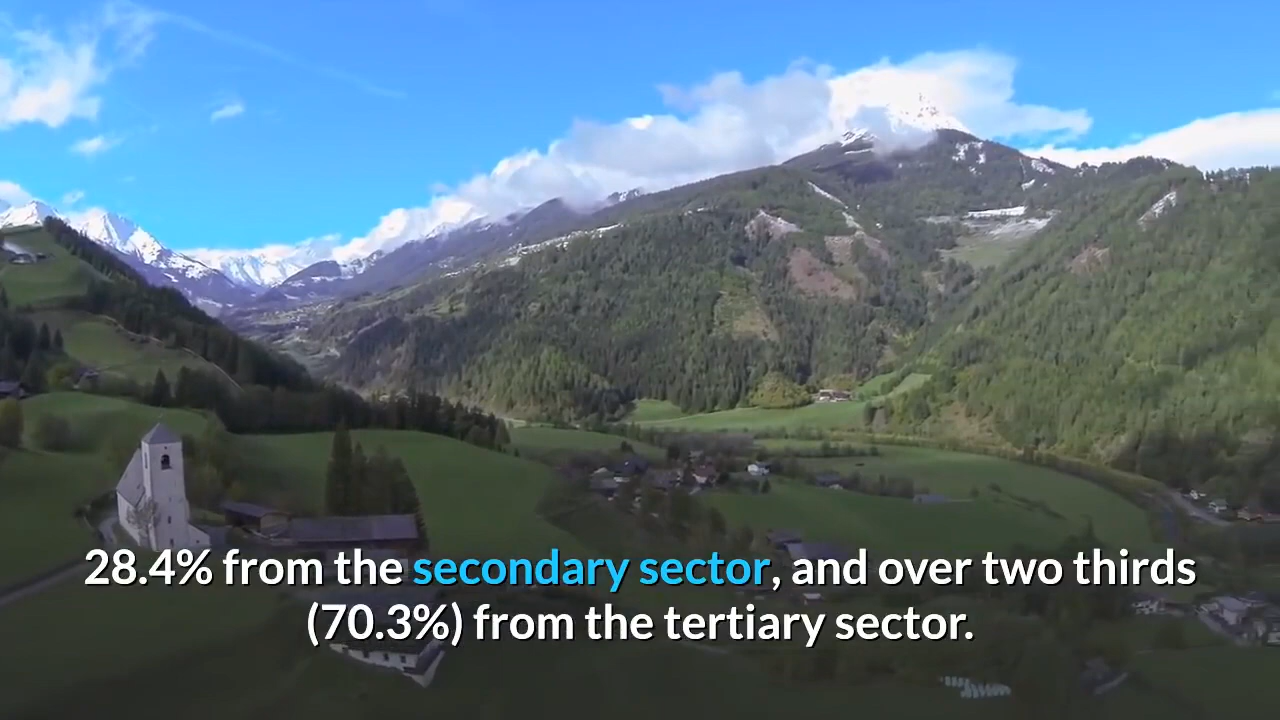 28.4% from the secondary sector, and over two thirds
(70.3%) from the tertiary sector.